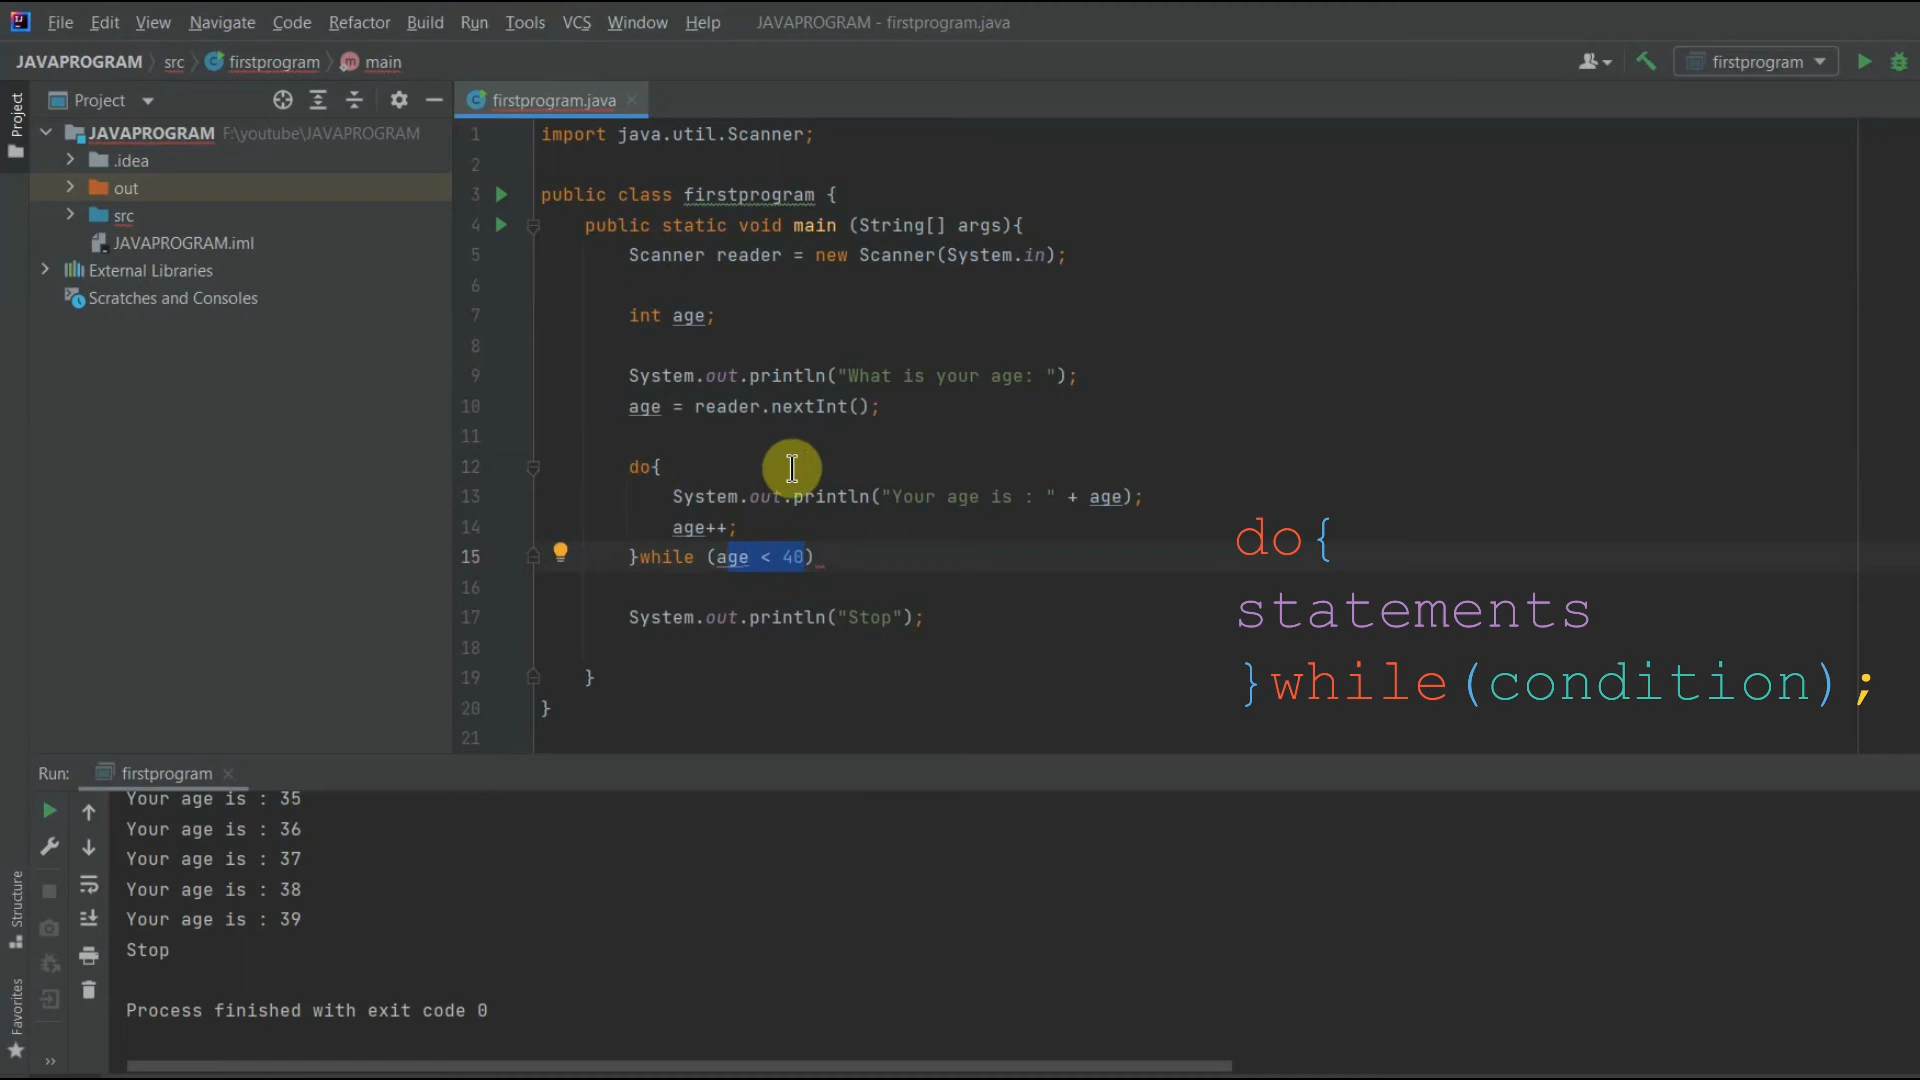 File Edit View Navigate Code Refactor Build Run Tools VCS Window Help JAVAPROGRAM - firstprogram.java
JAVAPROGRAM src firstprogram main firstprogram
Project
Project
firstprogram.java
JAVAPROGRAM F:\youtube\JAVAPROGRAM
.idea
out
src
JAVAPROGRAM.iml
External Libraries
Scratches and Consoles
1 import java.util.Scanner;
2
3 public class firstprogram {
4 public static void main (String[] args){
5 Scanner reader = new Scanner(System.in);
6
7 int age;
8
9 System.out.println("What is your age: ");
10 age = reader.nextInt();
11
12 do{
13 System.out.println("Your age is : " + age);
14 age++;
15 }while (age < 40)
16
17 System.out.println("Stop");
18
19 }
20 }
21
do{
statements
}while(condition);
Run: firstprogram
Your age is : 35
Your age is : 36
Your age is : 37
Your age is : 38
Your age is : 39
Stop
Process finished with exit code 0
Structure
Favorites